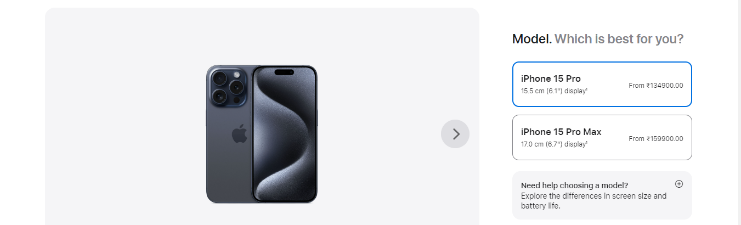 Model. Which is best for you?
iPhone 15 Pro
15.5 cm (6.1") display¹
From ₹134900.00
iPhone 15 Pro Max
17.0 cm (6.7") display¹
From ₹159900.00
Need help choosing a model?
Explore the differences in screen size and
battery life.